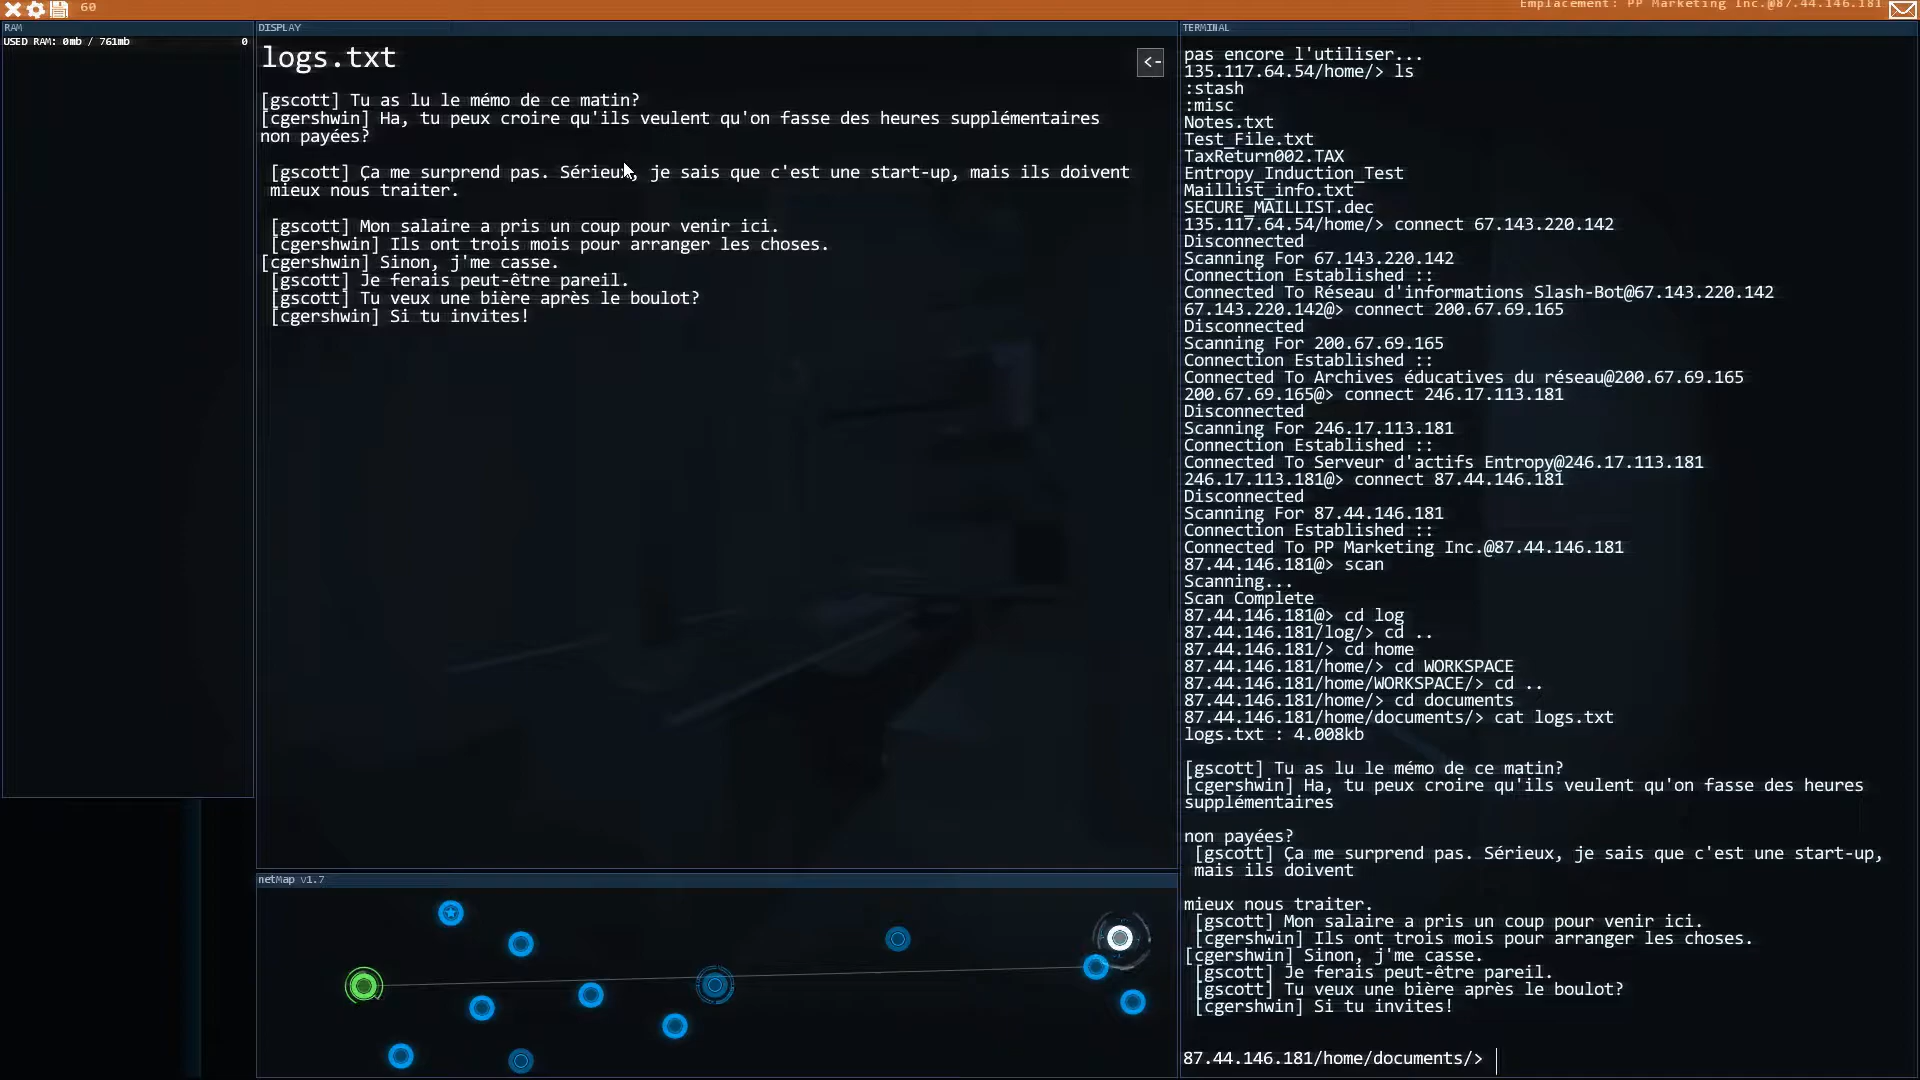 60
Emplacement: PP Marketing Inc.@87.44.146.181
RAM
USED RAM: 0mb / 761mb
0
DISPLAY
logs.txt
<-
[gscott] Tu as lu le mémo de ce matin?
[cgershwin] Ha, tu peux croire qu'ils veulent qu'on fasse des heures supplémentaires
non payées?
[gscott] Ça me surprend pas. Sérieux, je sais que c'est une start-up, mais ils doivent
mieux nous traiter.
[gscott] Mon salaire a pris un coup pour venir ici.
[cgershwin] Ils ont trois mois pour arranger les choses.
[cgershwin] Sinon, j'me casse.
[gscott] Je ferais peut-être pareil.
[gscott] Tu veux une bière après le boulot?
[cgershwin] Si tu invites!
netMap v1.7
TERMINAL
pas encore l'utiliser...
135.117.64.54/home/> ls
:stash
:misc
Notes.txt
Test_File.txt
TaxReturn002.TAX
Entropy_Induction_Test
Maillist_info.txt
SECURE_MAILLIST.dec
135.117.64.54/home/> connect 67.143.220.142
Disconnected
Scanning For 67.143.220.142
Connection Established ::
Connected To Réseau d'informations Slash-Bot@67.143.220.142
67.143.220.142@> connect 200.67.69.165
Disconnected
Scanning For 200.67.69.165
Connection Established ::
Connected To Archives éducatives du réseau@200.67.69.165
200.67.69.165@> connect 246.17.113.181
Disconnected
Scanning For 246.17.113.181
Connection Established ::
Connected To Serveur d'actifs Entropy@246.17.113.181
246.17.113.181@> connect 87.44.146.181
Disconnected
Scanning For 87.44.146.181
Connection Established ::
Connected To PP Marketing Inc.@87.44.146.181
87.44.146.181@> scan
Scanning...
Scan Complete
87.44.146.181@> cd log
87.44.146.181/log/> cd ..
87.44.146.181/> cd home
87.44.146.181/home/> cd WORKSPACE
87.44.146.181/home/WORKSPACE/> cd ..
87.44.146.181/home/> cd documents
87.44.146.181/home/documents/> cat logs.txt
logs.txt : 4.008kb
[gscott] Tu as lu le mémo de ce matin?
[cgershwin] Ha, tu peux croire qu'ils veulent qu'on fasse des heures
supplémentaires
non payées?
[gscott] Ça me surprend pas. Sérieux, je sais que c'est une start-up,
mais ils doivent
mieux nous traiter.
[gscott] Mon salaire a pris un coup pour venir ici.
[cgershwin] Ils ont trois mois pour arranger les choses.
[cgershwin] Sinon, j'me casse.
[gscott] Je ferais peut-être pareil.
[gscott] Tu veux une bière après le boulot?
[cgershwin] Si tu invites!
87.44.146.181/home/documents/>